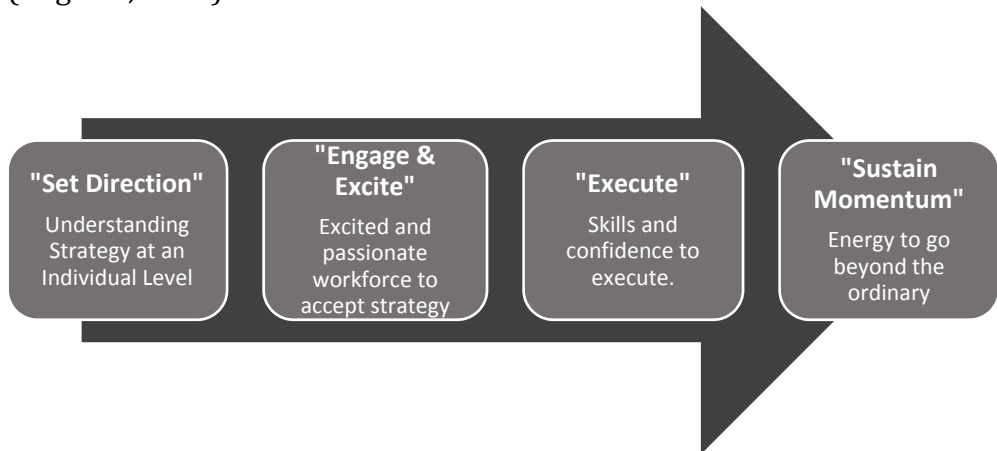 "Set Direction"
Understanding
Strategy at an
Individual Level
"Engage &
Excite"
Excited and
passionate
workforce to
accept strategy
"Execute"
Skills and
confidence to
execute.
"Sustain
Momentum"
Energy to go
beyond the
ordinary